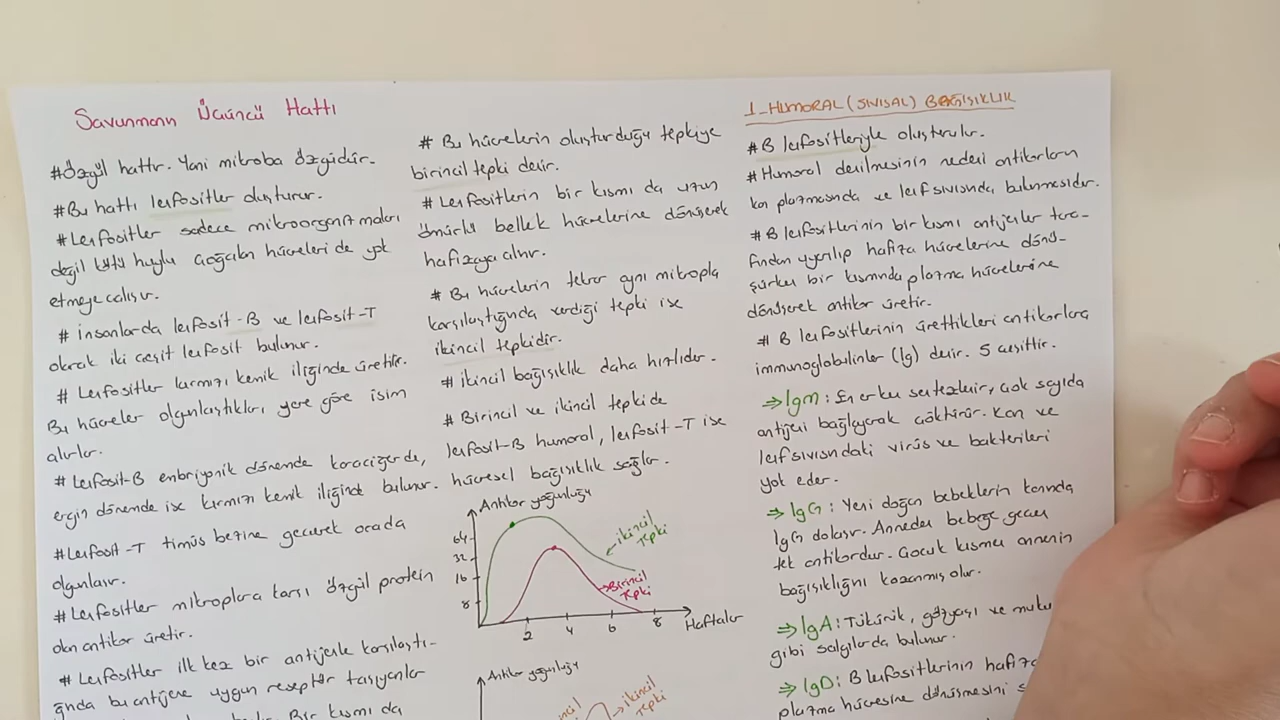 Savunmanın Üçüncü Hattı
#Özgül hattır. Yani mikroba özgüdür.
#Bu hattı lenfositler oluşturur.
#Lenfositler sadece mikroorganizmaları
değil kötü huylu çoğalan hücreleri de yok
etmeye çalışır.
# İnsanlarda lenfosit-B ve lenfosit-T
olarak iki çeşit lenfosit bulunur.
# Lenfositler kırmızı kemik iliğinde üretilir.
Bu hücreler olgunlaştıkları yere göre isim
alırlar.
#Lenfosit-B embriyonik dönemde karaciğerde,
ergin dönemde ise kırmızı kemik iliğinde bulunur.
#Lenfosit-T timüs bezine geçerek orada
olgunlaşır.
# Lenfositler mikroplara karşı özgül protein
olan antikor üretir.
# Lenfositler ilk kez bir antijenle karşılaştı-
ğında bu antijene uygun reseptör taşıyanlar
Bir kısmı da
# Bu hücrelerin oluşturduğu tepkiye
birincil tepki denir.
# Lenfositlerin bir kısmı da uzun
ömürlü bellek hücrelerine dönüşerek
hafızaya alınır.
# Bu hücrelerin tekrar aynı mikropla
karşılaştığında verdiği tepki ise
ikincil tepkidir.
# İkincil bağışıklık daha hızlıdır.
# Birincil ve ikincil tepkide
lenfosit-B humoral, lenfosit-T ise
hücresel bağışıklık sağlar.
Antikor yoğunluğu
64
32
16
8
2 4 6 8
Haftalar
ikincil
tepki
Birincil
tepki
Antikor yoğunluğu
ikincil
tepki
1-HUMORAL (SIVISAL) BAĞIŞIKLIK
#B lenfositleriyle oluşturulur.
#Humoral denilmesinin nedeni antikorların
kan plazmasında ve lenf sıvısında bulunmasıdır.
#B lenfositlerinin bir kısmı antijenler tara-
fından uyarılıp hafıza hücrelerine dönü-
şürken bir kısmında plazma hücrelerine
dönüşerek antikor üretir.
# B lenfositlerinin ürettikleri antikorlara
immunoglobulinler (Ig) denir. 5 çeşittir.
⇒IgM: En erken sentezlenir, çok sayıda
antijeni bağlayarak çöktürür. Kan ve
lenf sıvısındaki virüs ve bakterileri
yok eder.
⇒IgG: Yeni doğan bebeklerin kanında
IgG dolaşır. Anneden bebeğe geçen
tek antikordur. Çocuk kısmen annenin
bağışıklığını kazanmış olur.
⇒IgA: Tükürük, gözyaşı ve muku
gibi salgılarda bulunur.
⇒IgD: B lenfositlerinin hafıza
plazma hücresine dönüşmesini s